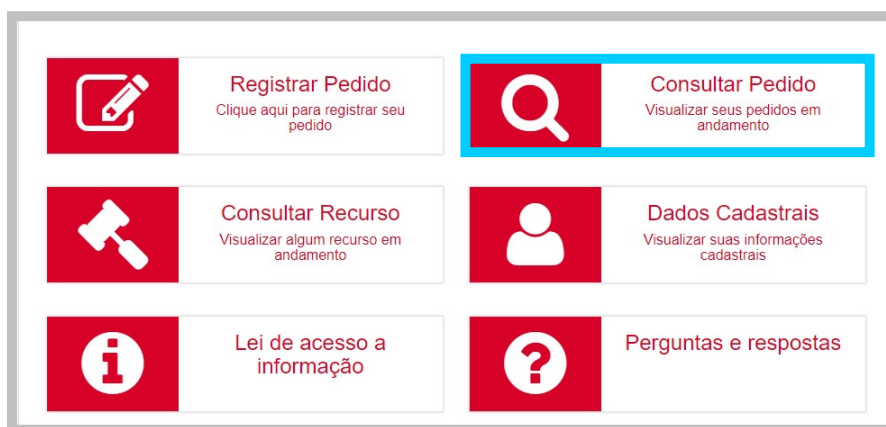 Registrar Pedido
Clique aqui para registrar seu
pedido
Consultar Pedido
Visualizar seus pedidos em
andamento
Consultar Recurso
Visualizar algum recurso em
andamento
Dados Cadastrais
Visualizar suas informações
cadastrais
Lei de acesso a
informação
Perguntas e respostas